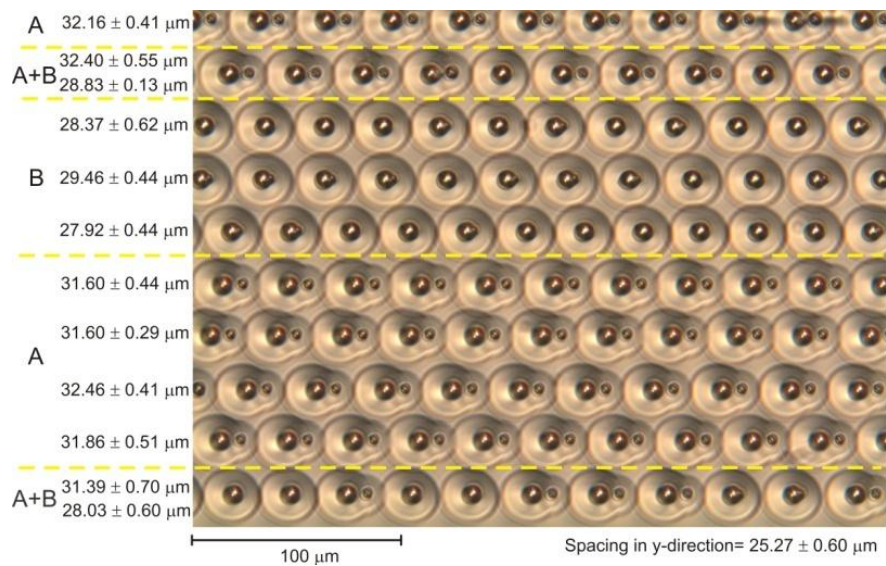 A 32.16 ± 0.41 μm
A+B 32.40 ± 0.55 μm
28.83 ± 0.13 μm
28.37 ± 0.62 μm
B 29.46 ± 0.44 μm
27.92 ± 0.44 μm
31.60 ± 0.44 μm
31.60 ± 0.29 μm
A
32.46 ± 0.41 μm
31.86 ± 0.51 μm
A+B 31.39 ± 0.70 μm
28.03 ± 0.60 μm
100 μm
Spacing in y-direction= 25.27 ± 0.60 μm